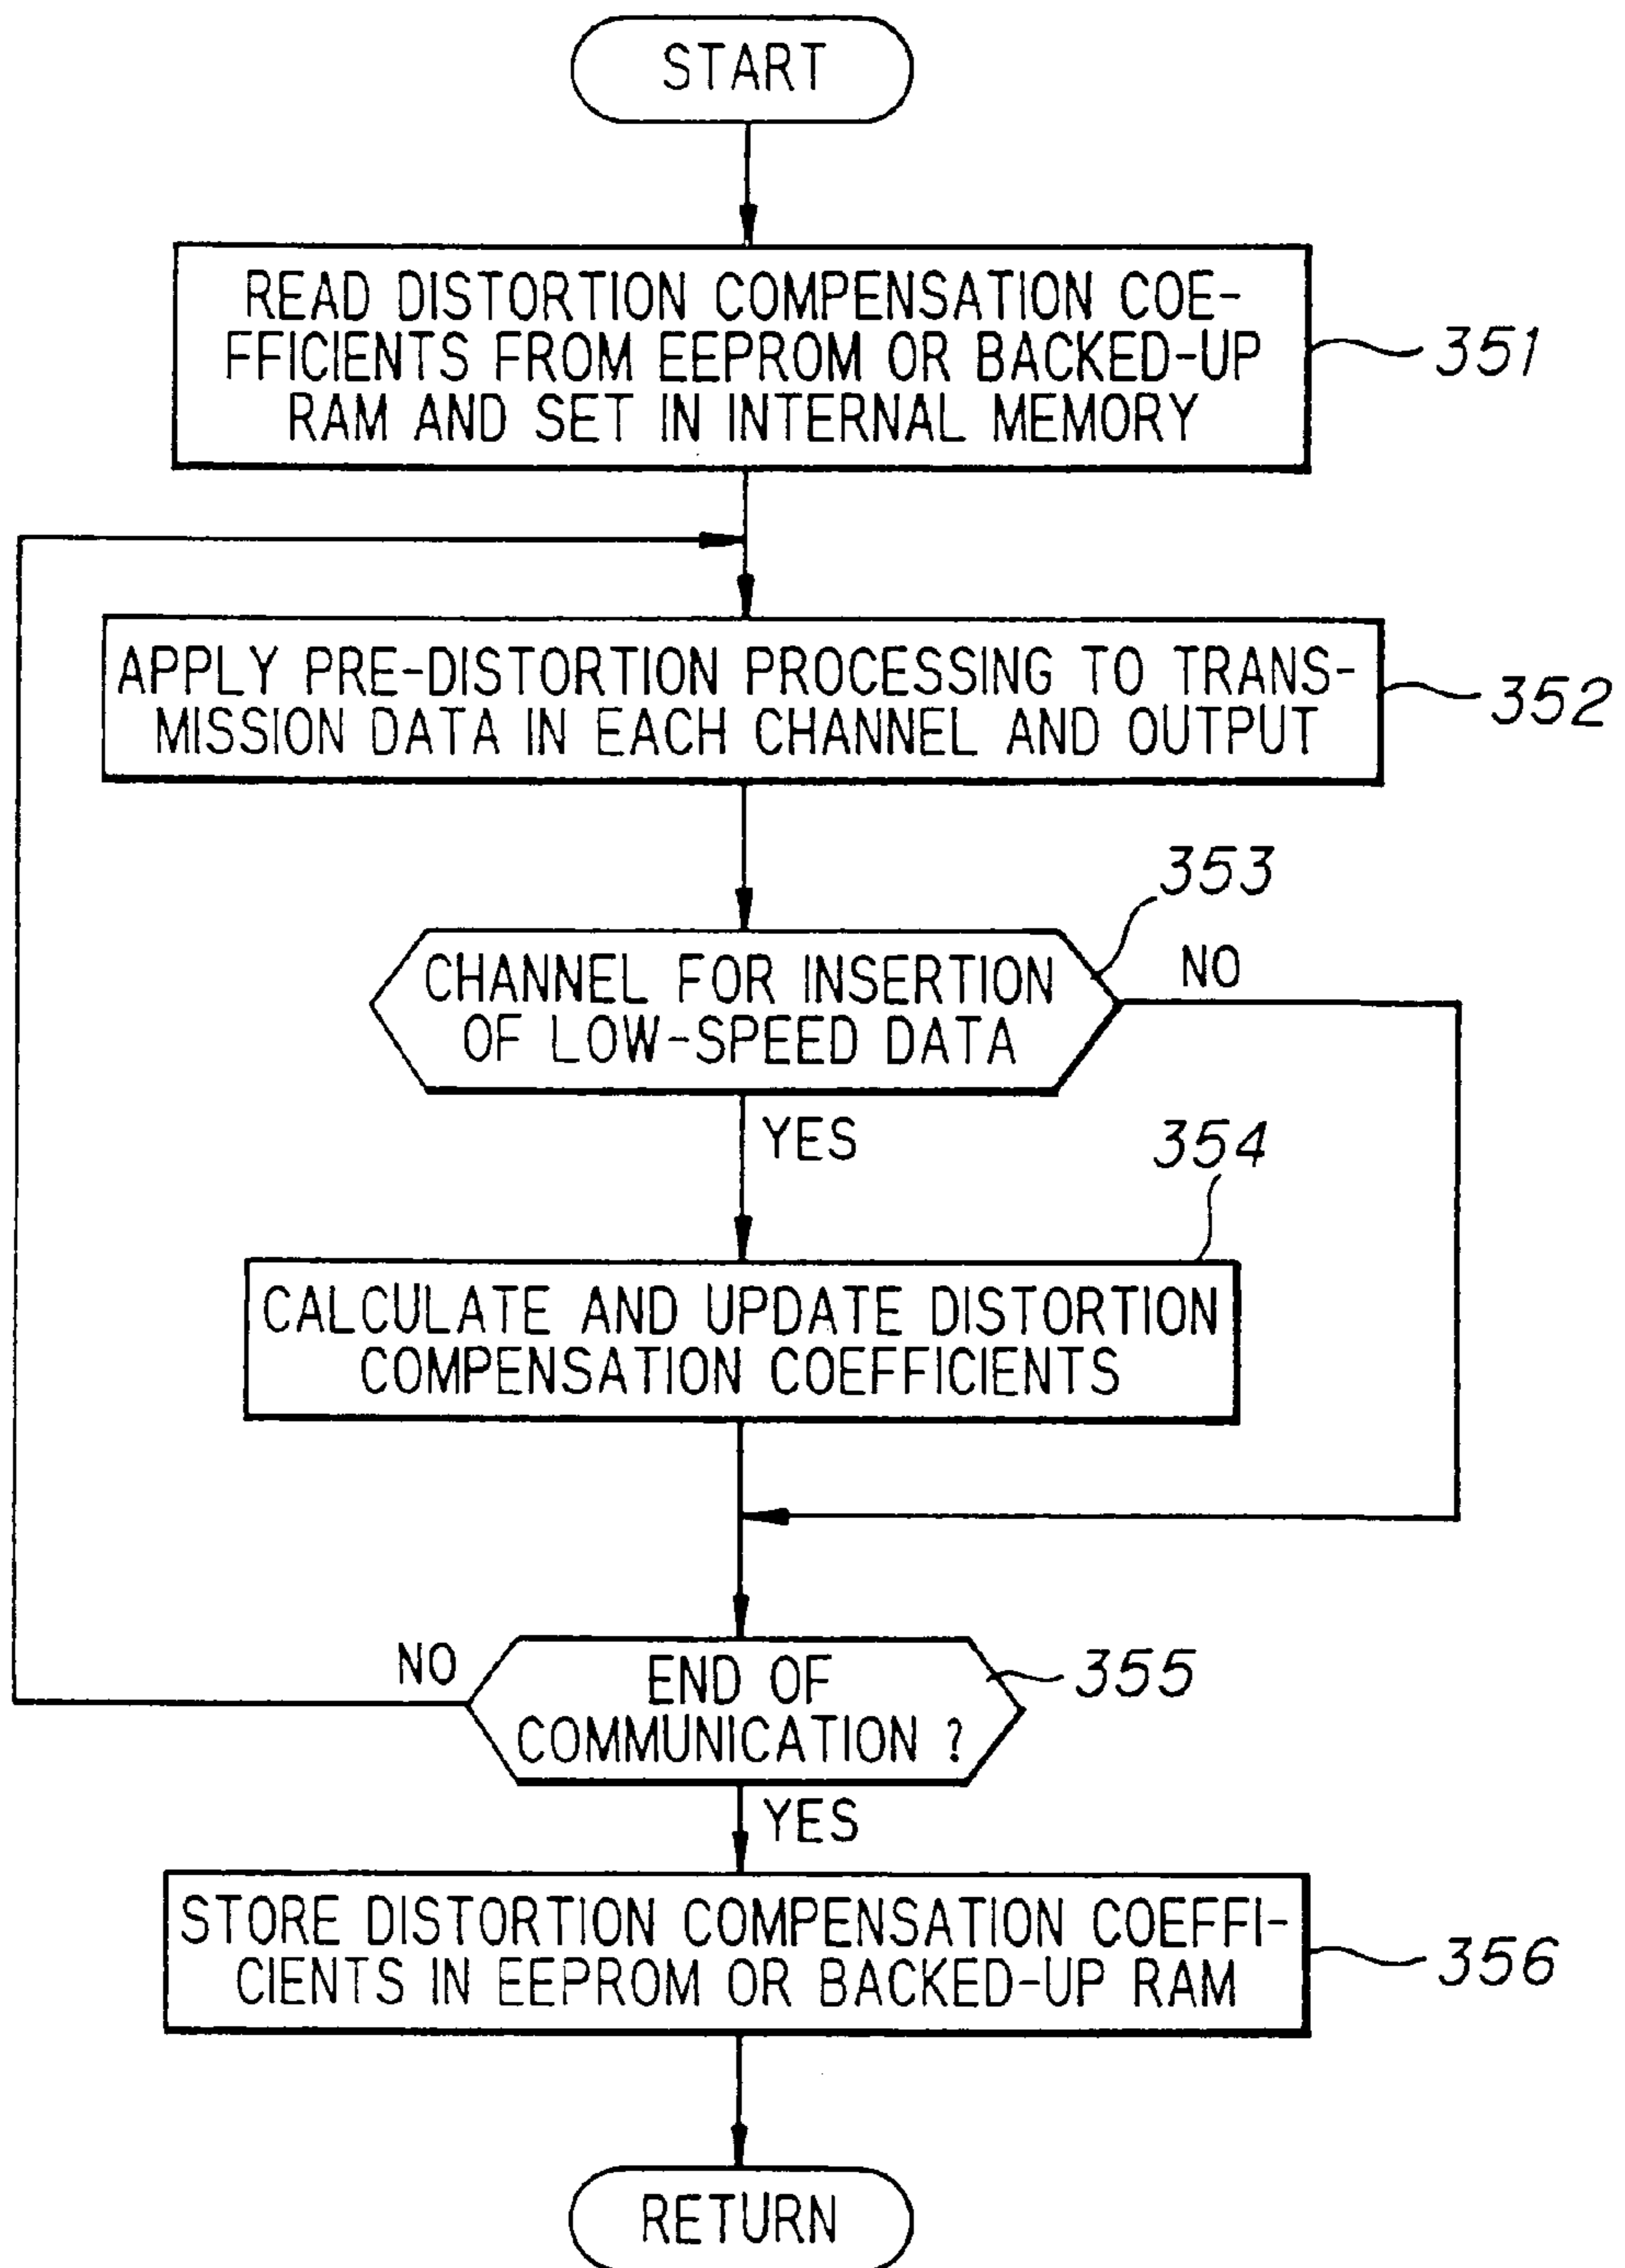 START
READ DISTORTION COMPENSATION COE-
FFICIENTS FROM EEPROM OR BACKED-UP
RAM AND SET IN INTERNAL MEMORY
351
APPLY PRE-DISTORTION PROCESSING TO TRANS-
MISSION DATA IN EACH CHANNEL AND OUTPUT
352
353
CHANNEL FOR INSERTION
OF LOW-SPEED DATA
NO
YES
354
CALCULATE AND UPDATE DISTORTION
COMPENSATION COEFFICIENTS
NO
END OF
COMMUNICATION ?
355
YES
STORE DISTORTION COMPENSATION COEFFI-
CIENTS IN EEPROM OR BACKED-UP RAM
356
RETURN